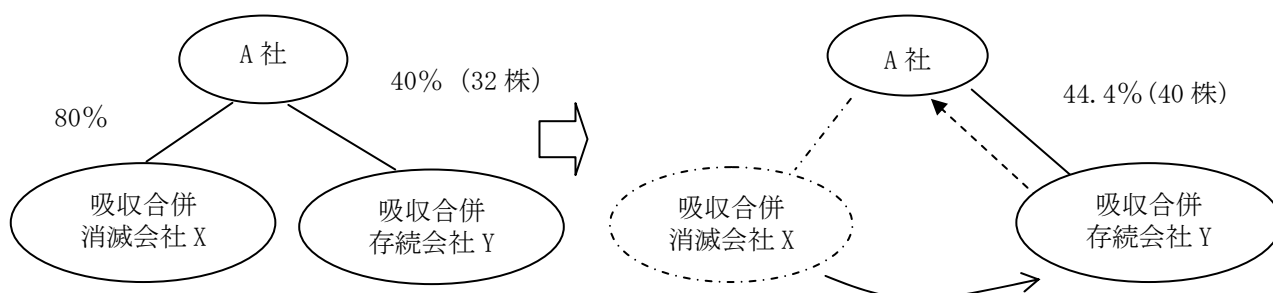 A 社
40% (32 株)
80%
吸収合併
消滅会社 X
吸収合併
存続会社 Y
A 社
44.4%(40 株)
吸収合併
消滅会社 X
吸収合併
存続会社 Y